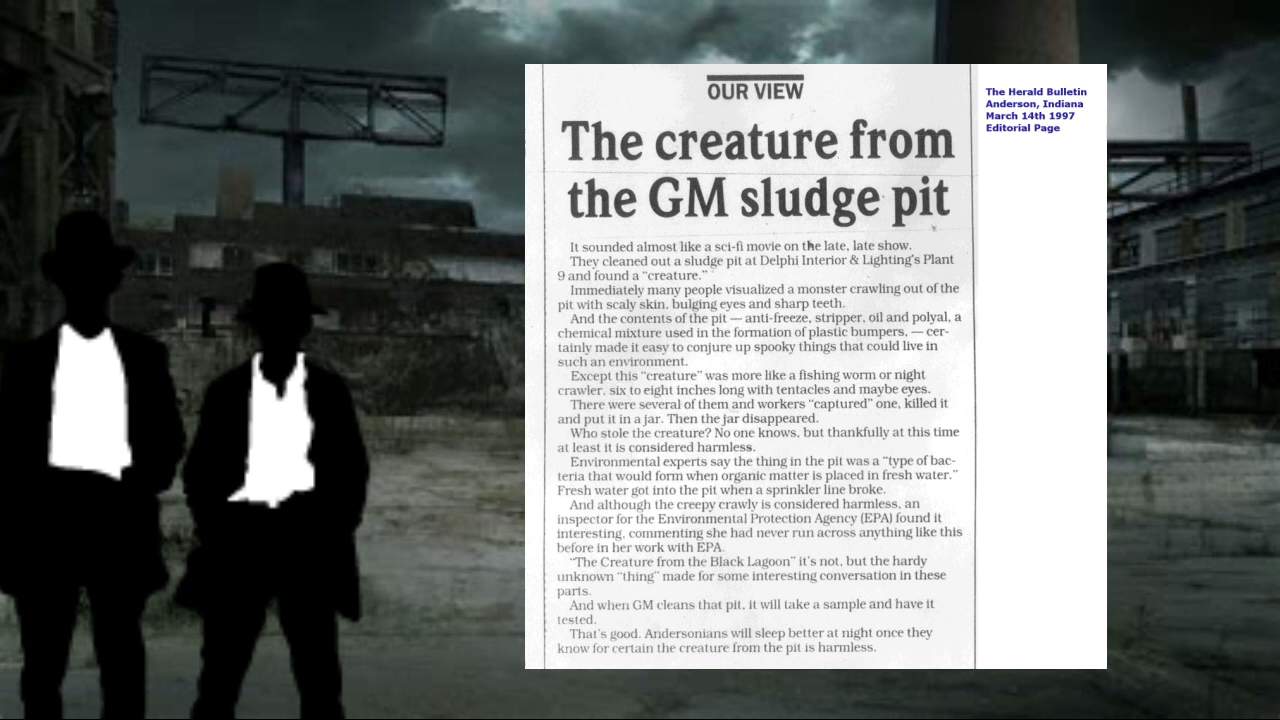 OUR VIEW
The creature from
the GM sludge pit
It sounded almost like a sci-fi movie on the late, late show.
They cleaned out a sludge pit at Delphi Interior & Lighting's Plant
9 and found a "creature."
Immediately many people visualized a monster crawling out of the
pit with scaly skin, bulging eyes and sharp teeth.
And the contents of the pit — anti-freeze, stripper, oil and polyal, a
chemical mixture used in the formation of plastic bumpers, — cer-
tainly made it easy to conjure up spooky things that could live in
such an environment.
Except this "creature" was more like a fishing worm or night
crawler, six to eight inches long with tentacles and maybe eyes.
There were several of them and workers "captured" one, killed it
and put it in a jar. Then the jar disappeared.
Who stole the creature? No one knows, but thankfully at this time
at least it is considered harmless.
Environmental experts say the thing in the pit was a "type of bac-
teria that would form when organic matter is placed in fresh water."
Fresh water got into the pit when a sprinkler line broke.
And although the creepy crawly is considered harmless, an
inspector for the Environmental Protection Agency (EPA) found it
interesting, commenting she had never run across anything like this
before in her work with EPA.
"The Creature from the Black Lagoon" it's not, but the hardy
unknown "thing" made for some interesting conversation in these
parts.
And when GM cleans that pit, it will take a sample and have it
tested.
That's good. Andersonians will sleep better at night once they
know for certain the creature from the pit is harmless.
The Herald Bulletin
Anderson, Indiana
March 14th 1997
Editorial Page